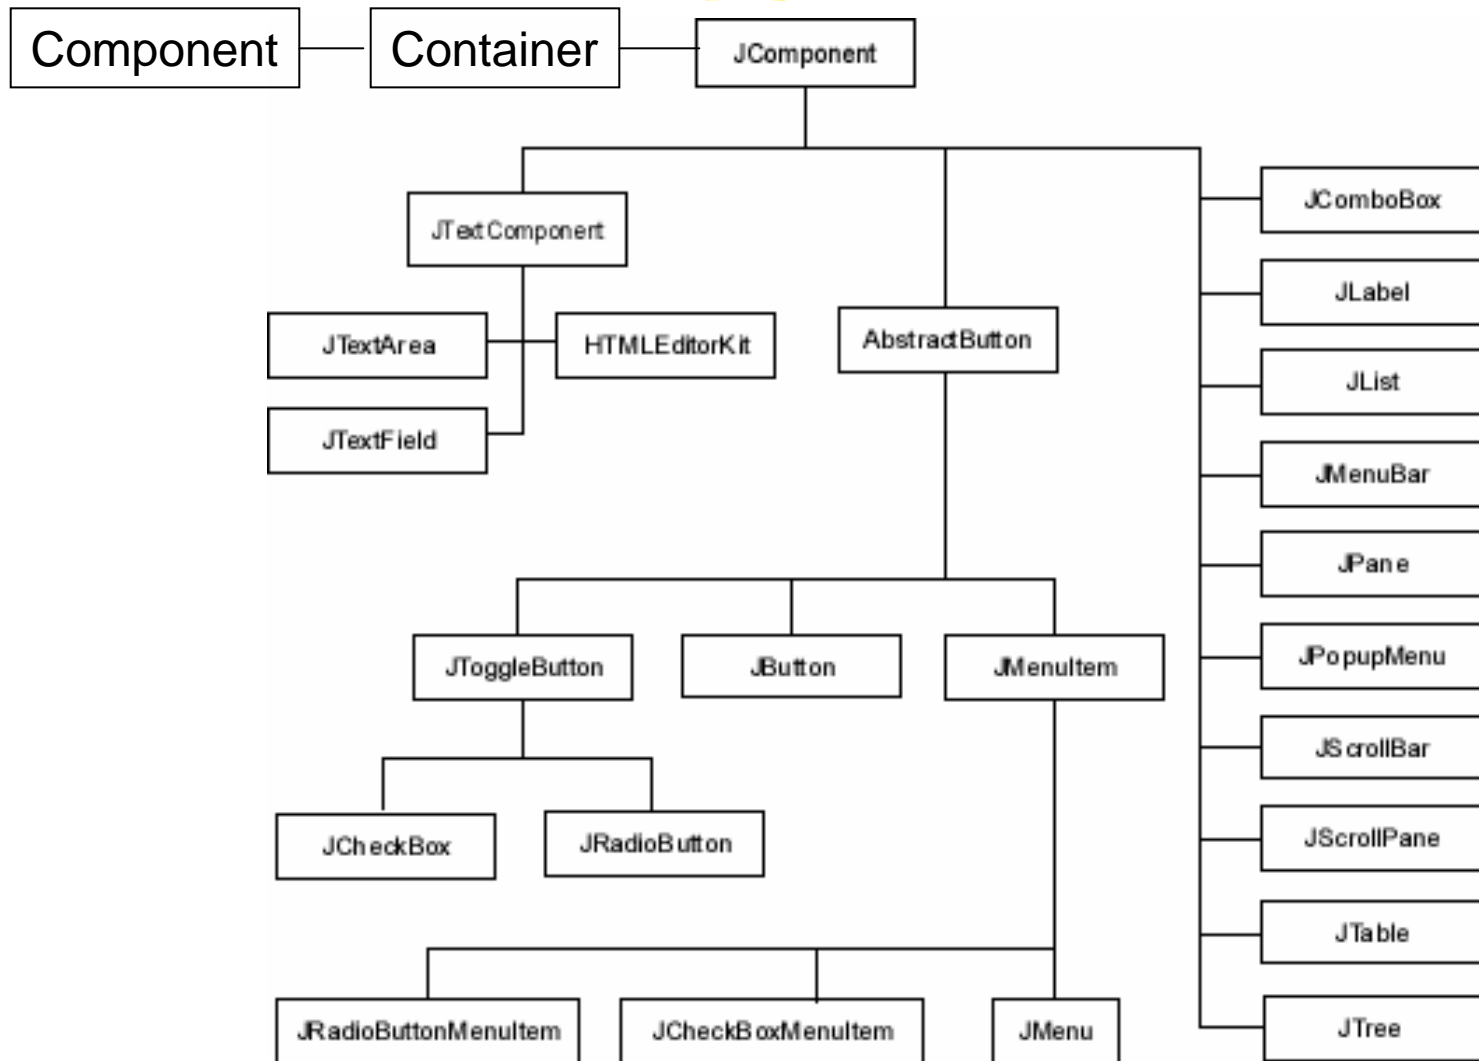 Component
Container
JComponent
JTextComponent
JComboBox
JLabel
JTextArea
HTMLEditorKit
AbstractButton
JList
JTextField
JMenuBar
JPane
JToggleButton
JButton
JMenuItem
JPopupMenu
JScrollBar
JCheckBox
JRadioButton
JScrollPane
JTable
JRadioButtonMenuItem
JCheckBoxMenuItem
JMenu
JTree